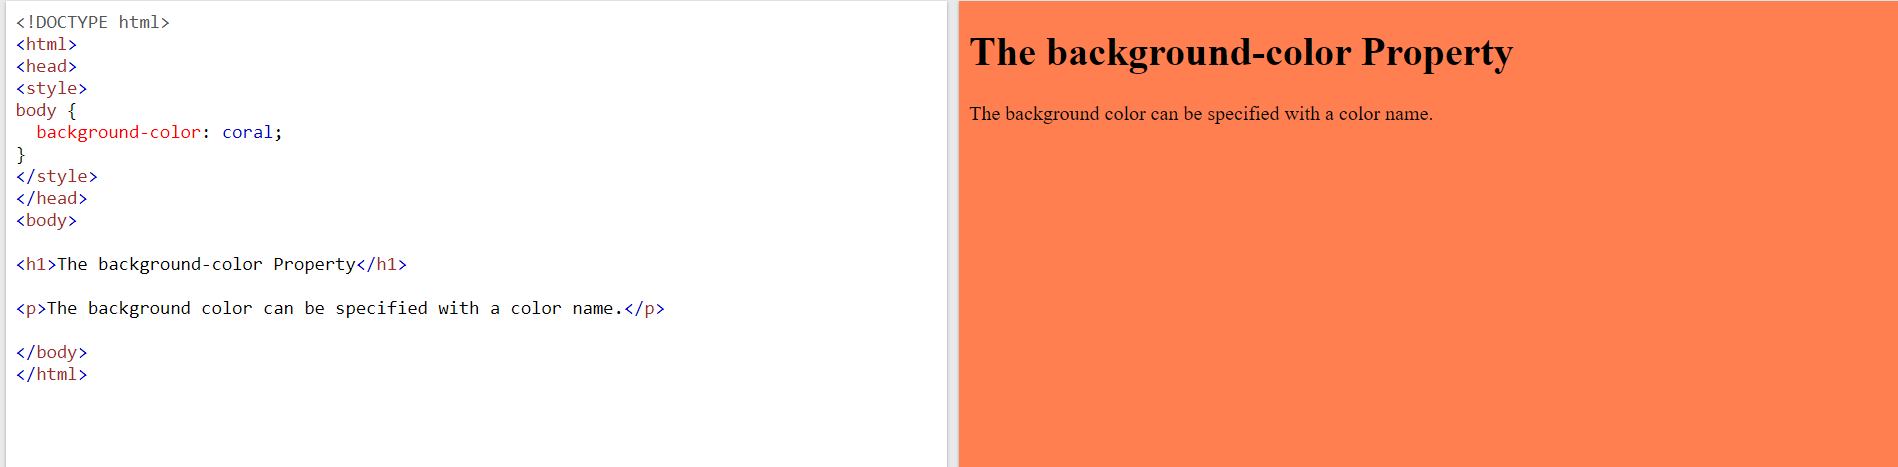 <!DOCTYPE html>
<html>
<head>
<style>
body {
  background-color: coral;
}
</style>
</head>
<body>
<h1>The background-color Property</h1>
<p>The background color can be specified with a color name.</p>
</body>
</html>
The background-color Property
The background color can be specified with a color name.